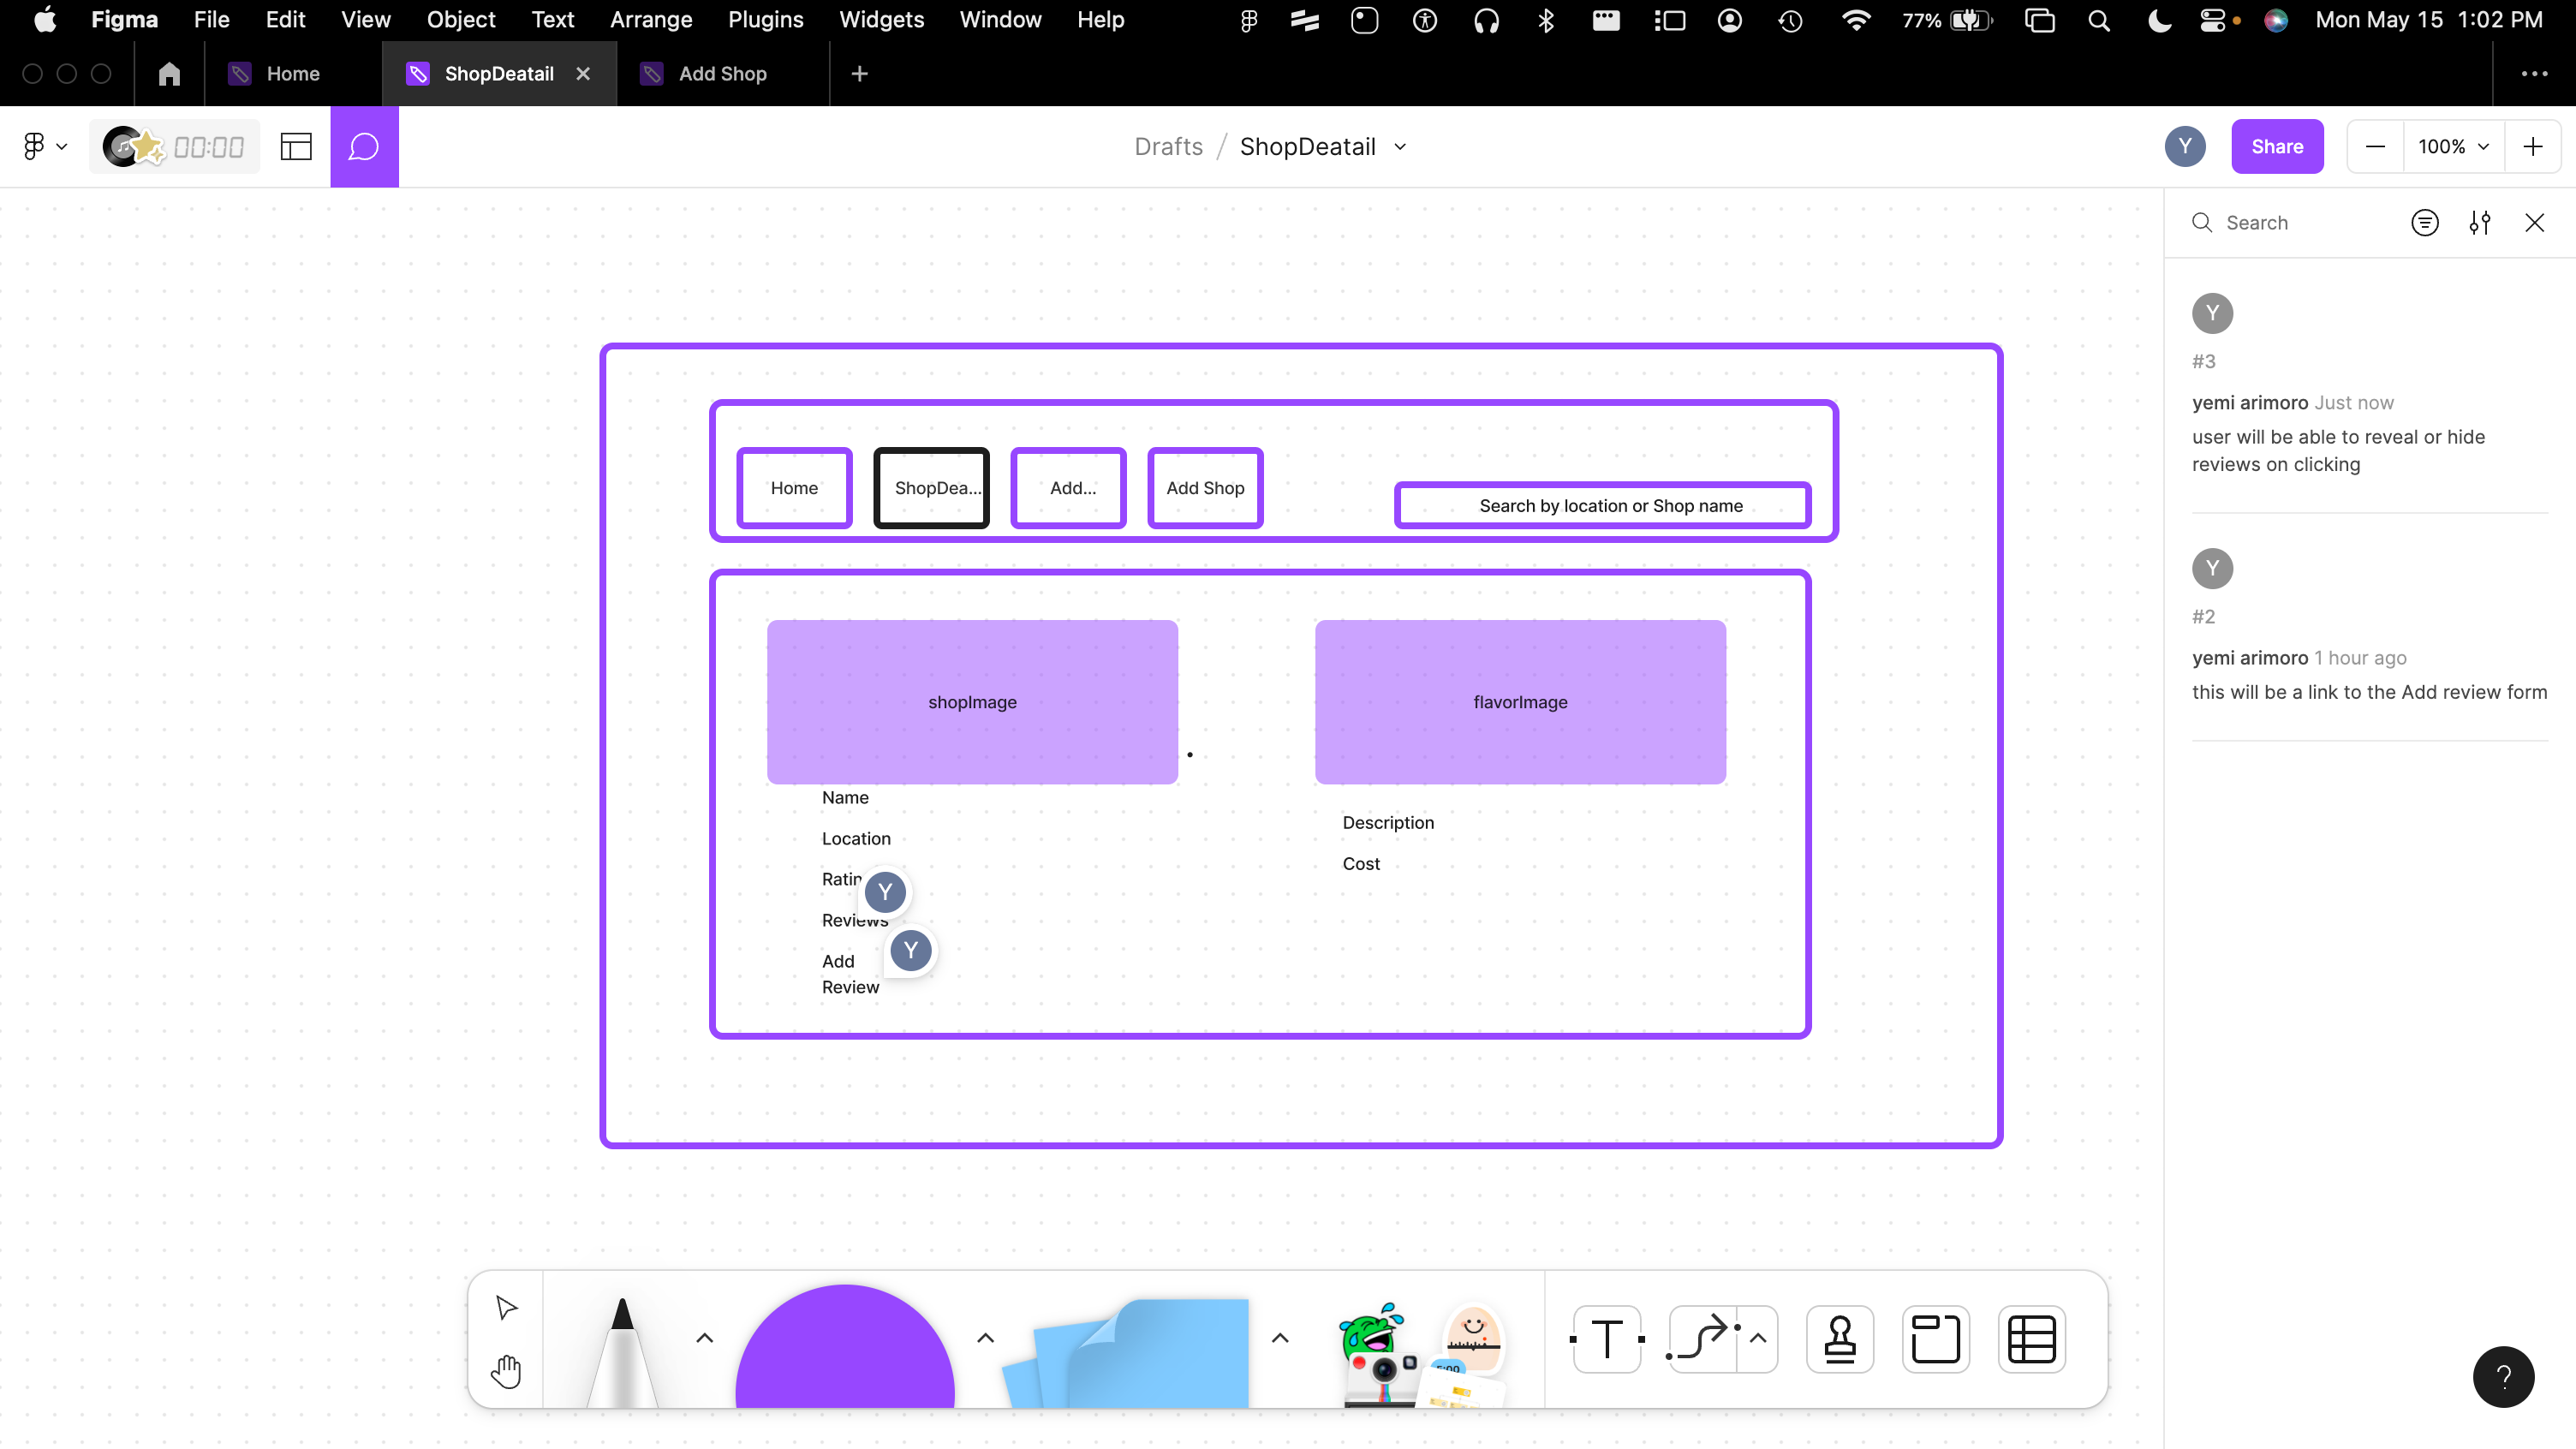 Figma File Edit View Object Text Arrange Plugins Widgets Window Help 77% Mon May 15 1:02 PM
Home ShopDeatail Add Shop
00:00 Drafts / ShopDeatail Y Share 100%
Search
Y
#3
yemi arimoro Just now
user will be able to reveal or hide
reviews on clicking
Y
#2
yemi arimoro 1 hour ago
this will be a link to the Add review form
Home ShopDea... Add... Add Shop
Search by location or Shop name
shopImage flavorImage
Name
Location
Ratin
Y
Reviews
Y
Add
Review
Description
Cost
T
?